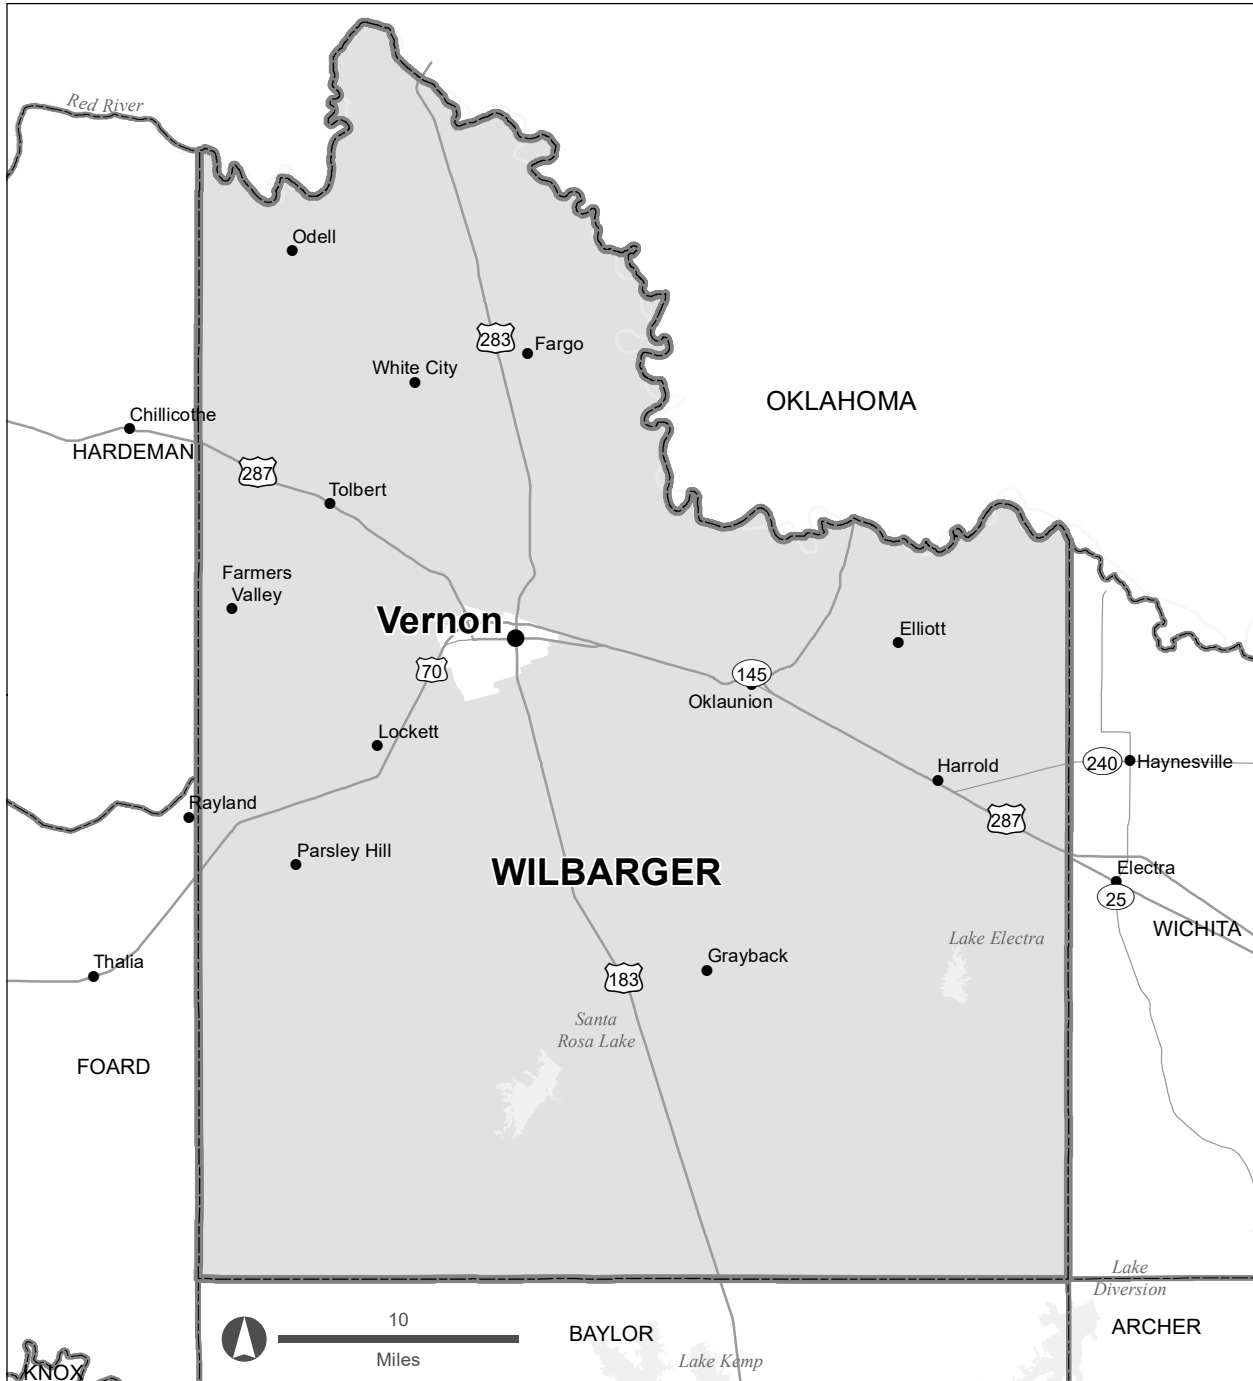 Red River
Odell
283
Fargo
White City
OKLAHOMA
Chillicothe
HARDEMAN
287
Tolbert
Farmers
Valley
Vernon
Elliott
70
145
Oklaunion
Lockett
Harrold
240
Haynesville
Rayland
287
Parsley Hill
WILBARGER
Electra
25
WICHITA
Lake Electra
Thalia
Grayback
183
Santa
Rosa Lake
FOARD
Lake
Diversion
10
Miles
BAYLOR
ARCHER
Lake Kemp
KNOX